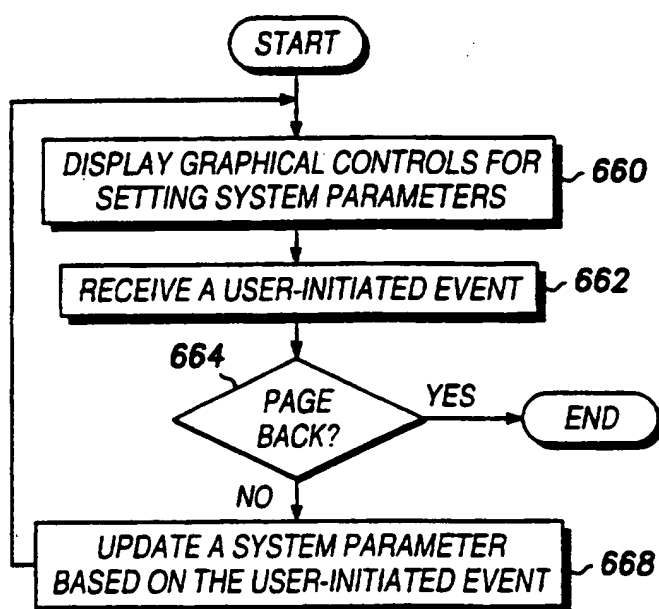 START
DISPLAY GRAPHICAL CONTROLS FOR
SETTING SYSTEM PARAMETERS
660
RECEIVE A USER-INITIATED EVENT
662
664
PAGE
BACK?
YES
END
NO
UPDATE A SYSTEM PARAMETER
BASED ON THE USER-INITIATED EVENT
668